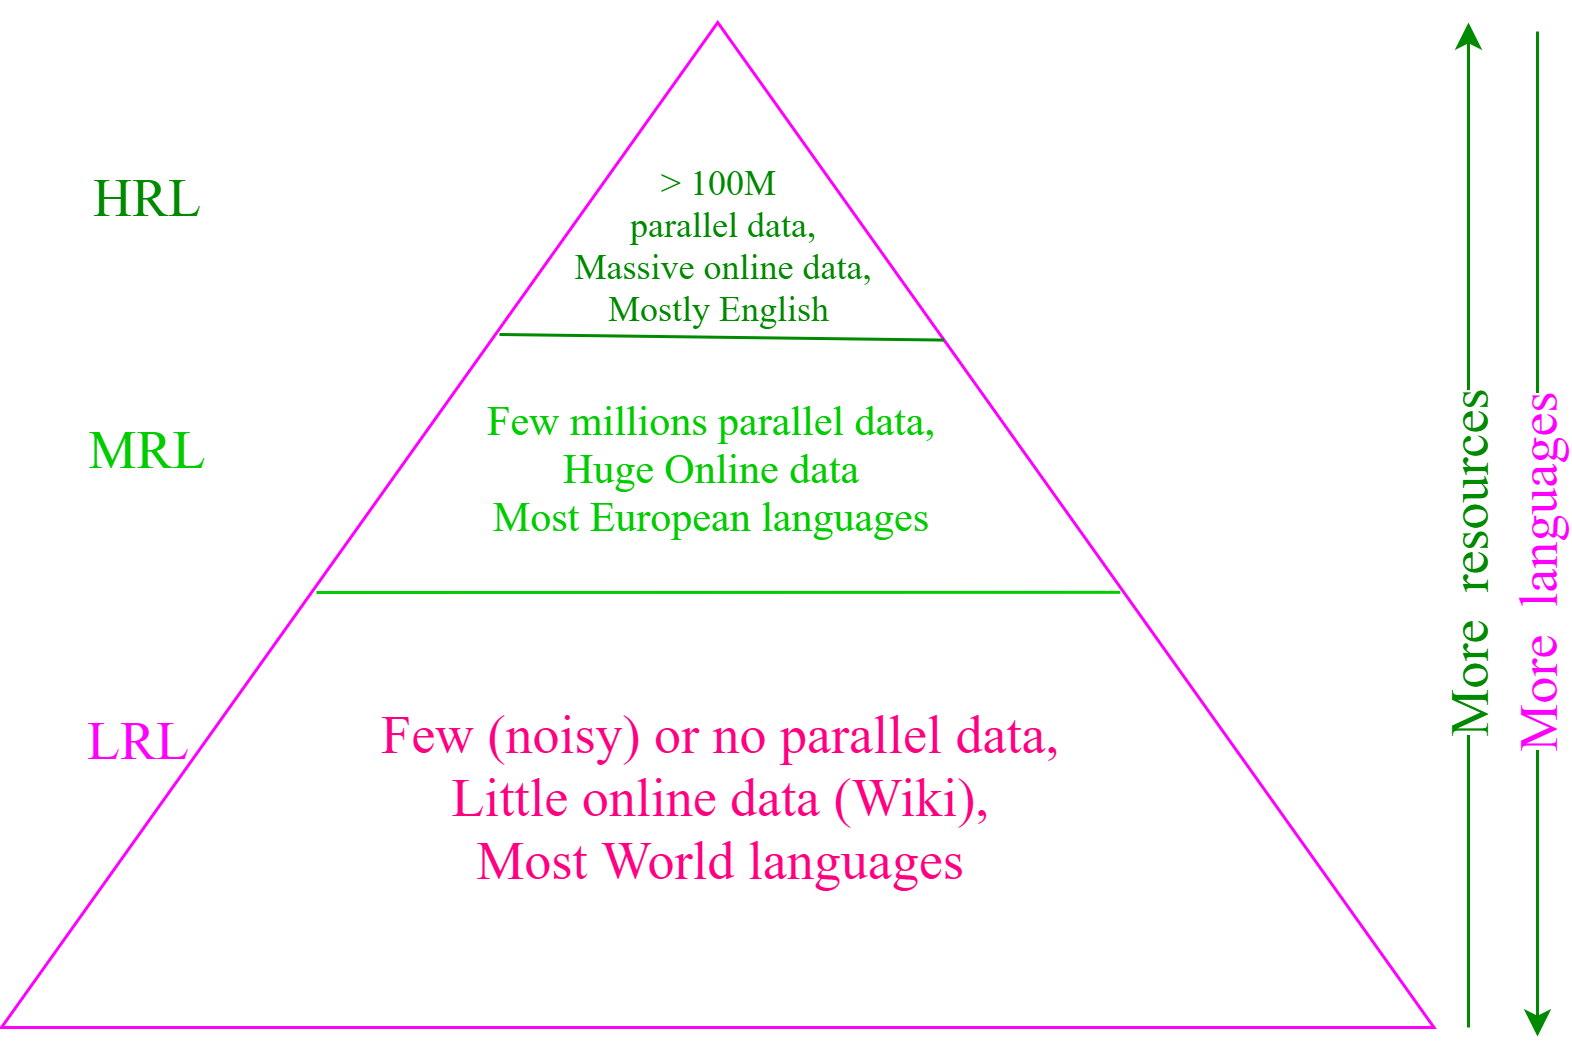 HRL
> 100M
parallel data,
Massive online data,
Mostly English
MRL
Few millions parallel data,
Huge Online data
Most European languages
LRL
Few (noisy) or no parallel data,
Little online data (Wiki),
Most World languages
More resources
More languages